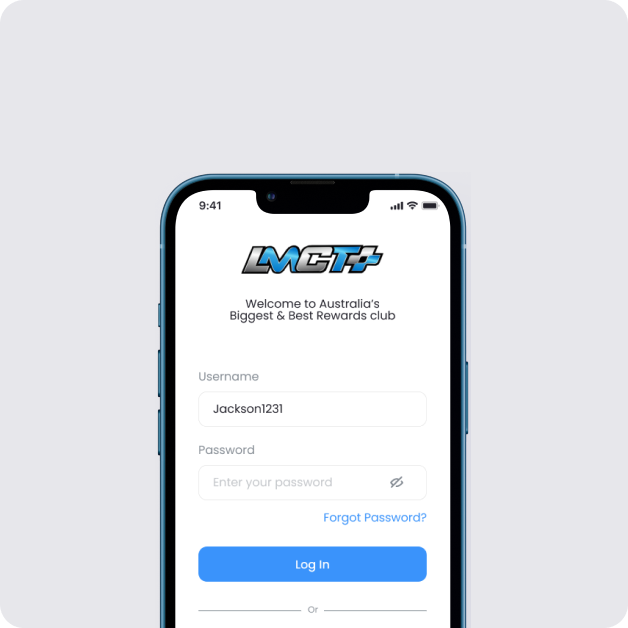 9:41
LMCT+
Welcome to Australia's
Biggest & Best Rewards club
Username
Jackson1231
Password
Enter your password
Forgot Password?
Log In
Or